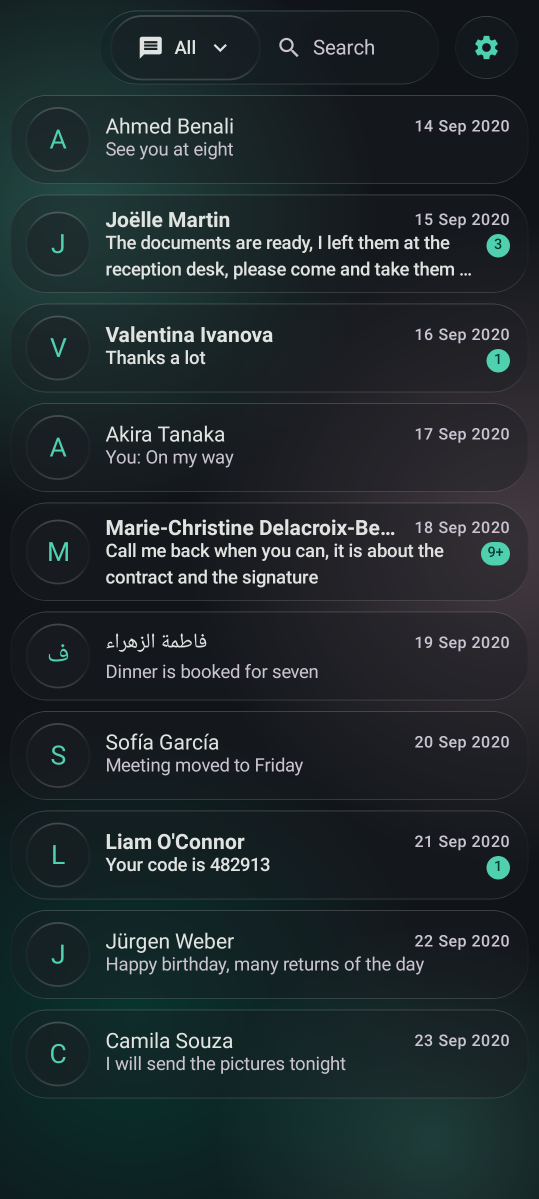 All
Search
A
Ahmed Benali
14 Sep 2020
See you at eight
J
Joëlle Martin
15 Sep 2020
The documents are ready, I left them at the
3
reception desk, please come and take them …
V
Valentina Ivanova
16 Sep 2020
Thanks a lot
1
A
Akira Tanaka
17 Sep 2020
You: On my way
M
Marie-Christine Delacroix-Be…
18 Sep 2020
Call me back when you can, it is about the
9+
contract and the signature
ف
فاطمة الزهراء
19 Sep 2020
Dinner is booked for seven
S
Sofía García
20 Sep 2020
Meeting moved to Friday
L
Liam O'Connor
21 Sep 2020
Your code is 482913
1
J
Jürgen Weber
22 Sep 2020
Happy birthday, many returns of the day
C
Camila Souza
23 Sep 2020
I will send the pictures tonight